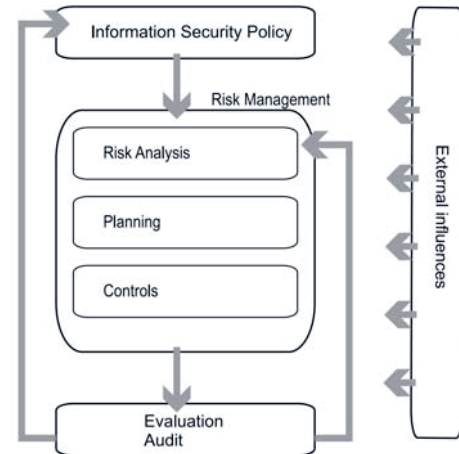 Information Security Policy
Risk Management
Risk Analysis
Planning
Controls
Evaluation
Audit
External influences